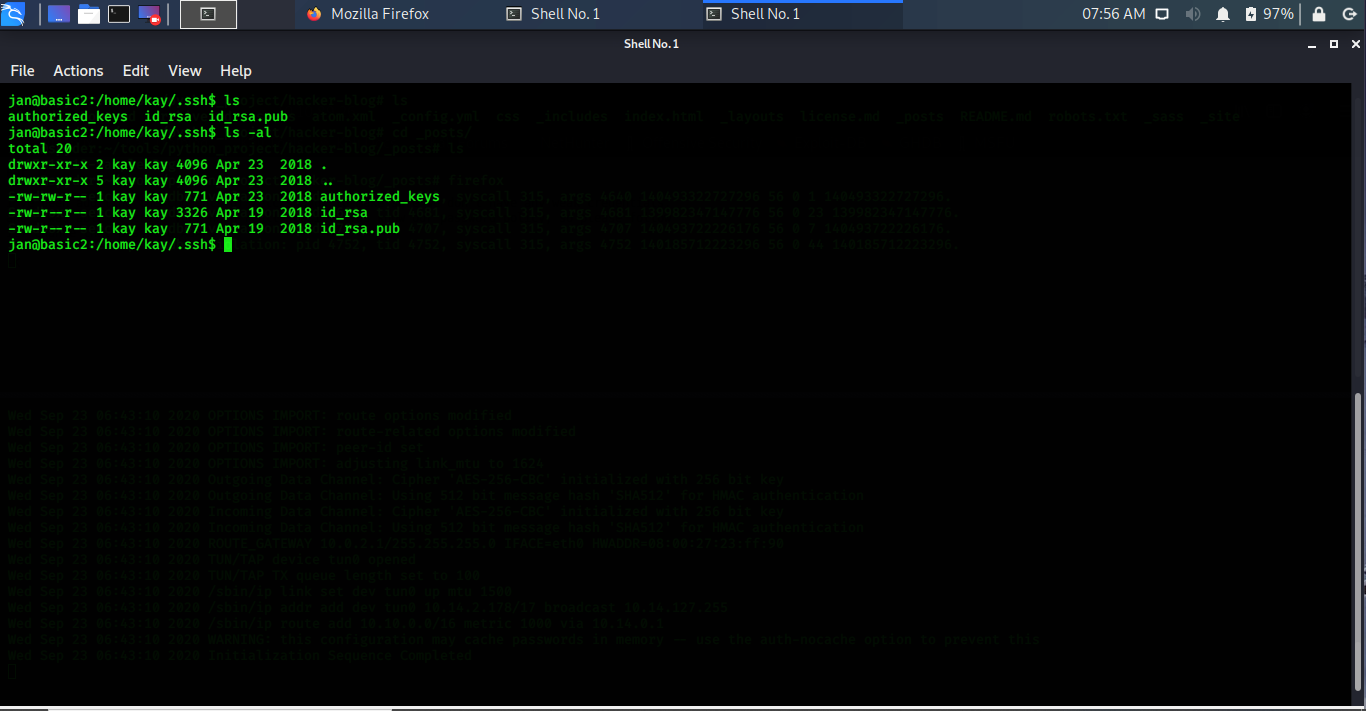 Mozilla Firefox
Shell No. 1
Shell No. 1
07:56 AM
97%
Shell No. 1
File Actions Edit View Help
jan@basic2:/home/kay/.ssh$ ls
authorized_keys id_rsa id_rsa.pub
jan@basic2:/home/kay/.ssh$ ls -al
total 20
drwxr-xr-x 2 kay kay 4096 Apr 23 2018 .
drwxr-xr-x 5 kay kay 4096 Apr 23 2018 ..
-rw-rw-r-- 1 kay kay 771 Apr 23 2018 authorized_keys
-rw-r--r-- 1 kay kay 3326 Apr 19 2018 id_rsa
-rw-r--r-- 1 kay kay 771 Apr 19 2018 id_rsa.pub
jan@basic2:/home/kay/.ssh$
Wed Sep 23 06:43:10 2020 OPTIONS IMPORT: route options modified
Wed Sep 23 06:43:10 2020 OPTIONS IMPORT: route-related options modified
Wed Sep 23 06:43:10 2020 OPTIONS IMPORT: peer-id set
Wed Sep 23 06:43:10 2020 OPTIONS IMPORT: adjusting link_mtu to 1624
Wed Sep 23 06:43:10 2020 Outgoing Data Channel: Cipher 'AES-256-CBC' initialized with 256 bit key
Wed Sep 23 06:43:10 2020 Outgoing Data Channel: Using 512 bit message hash 'SHA512' for HMAC authentication
Wed Sep 23 06:43:10 2020 Incoming Data Channel: Cipher 'AES-256-CBC' initialized with 256 bit key
Wed Sep 23 06:43:10 2020 Incoming Data Channel: Using 512 bit message hash 'SHA512' for HMAC authentication
Wed Sep 23 06:43:10 2020 ROUTE_GATEWAY 10.0.2.1/255.255.255.0 IFACE=eth0 HWADDR=08:00:27:23:ff:90
Wed Sep 23 06:43:10 2020 TUN/TAP device tun0 opened
Wed Sep 23 06:43:10 2020 TUN/TAP TX queue length set to 100
Wed Sep 23 06:43:10 2020 /sbin/ip link set dev tun0 up mtu 1500
Wed Sep 23 06:43:10 2020 /sbin/ip addr add dev tun0 10.14.2.178/17 broadcast 10.14.127.255
Wed Sep 23 06:43:10 2020 /sbin/ip route add 10.10.0.0/16 metric 1000 via 10.14.0.1
Wed Sep 23 06:43:10 2020 WARNING: this configuration may cache passwords in memory -- use the auth-nocache option to prevent this
Wed Sep 23 06:43:10 2020 Initialization Sequence Completed